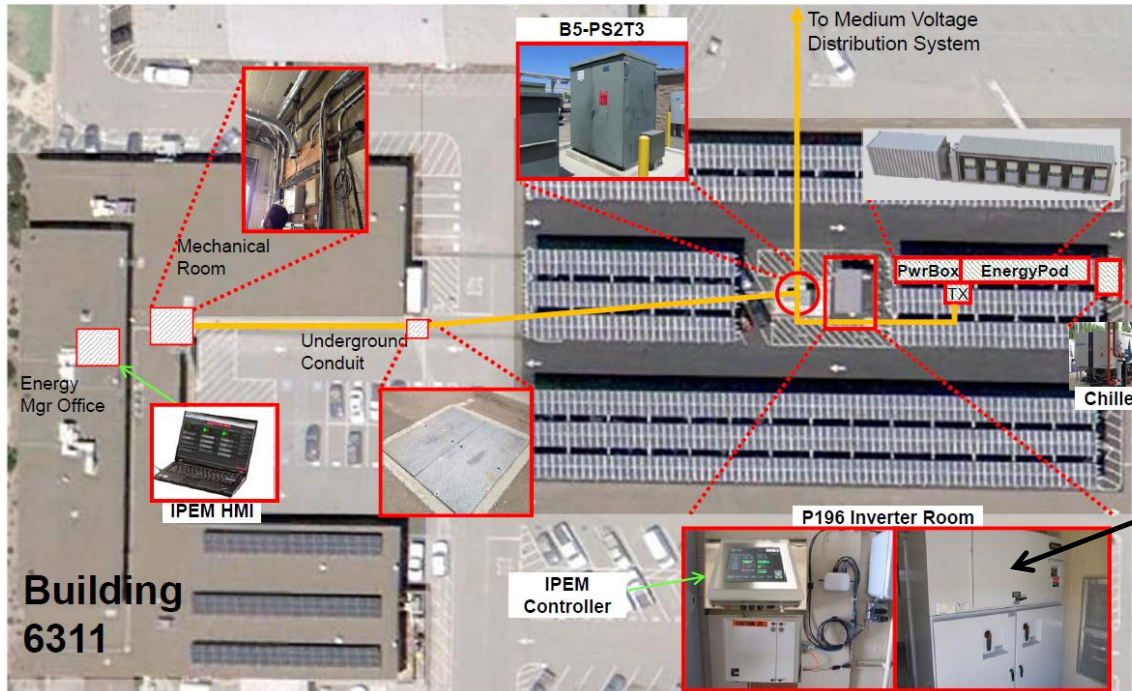 B5-PS2T3
To Medium Voltage
Distribution System
Mechanical
Room
PwrBox
EnergyPod
TX
Underground
Conduit
Energy
Mgr Office
Chille
IPEM HMI
P196 Inverter Room
IPEM
Controller
Building
6311